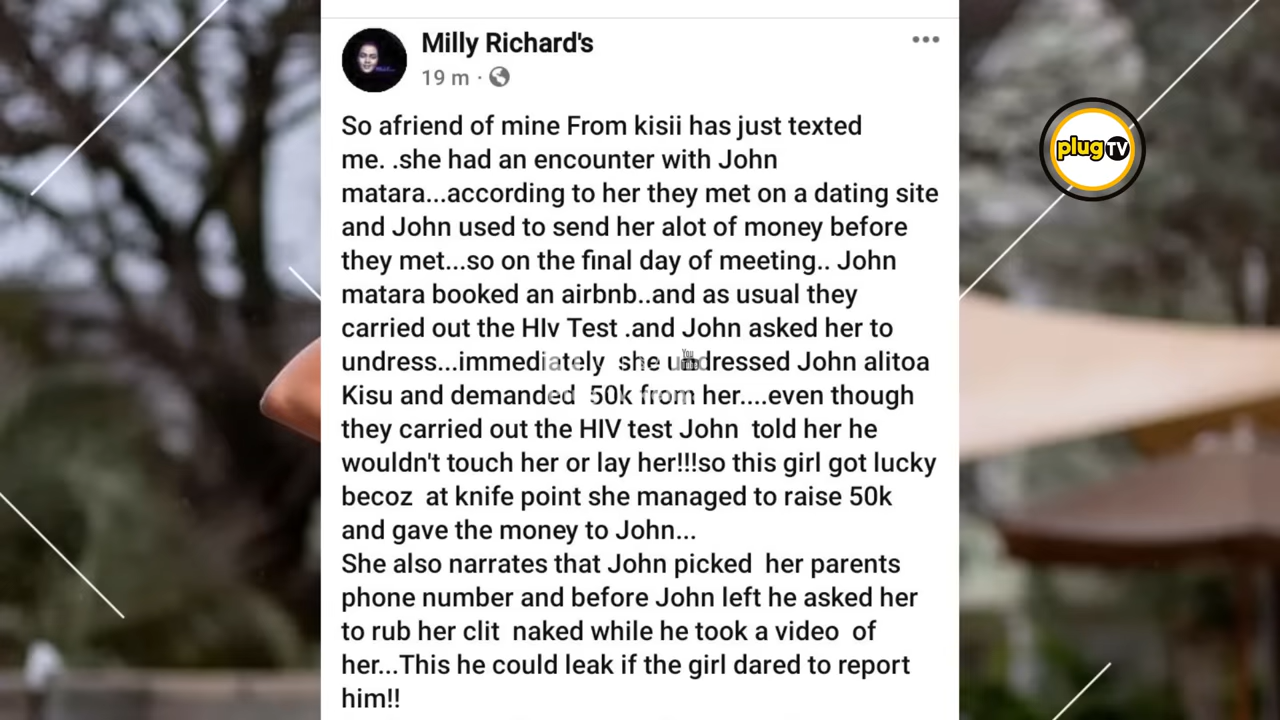 Milly Richard's
19 m ·
plugTV
So afriend of mine From kisii has just texted
me. .she had an encounter with John
matara...according to her they met on a dating site
and John used to send her alot of money before
they met...so on the final day of meeting.. John
matara booked an airbnb..and as usual they
carried out the HIv Test .and John asked her to
undress...immediately she undressed John alitoa
Kisu and demanded 50k from her....even though
they carried out the HIV test John told her he
wouldn't touch her or lay her!!!so this girl got lucky
becoz at knife point she managed to raise 50k
and gave the money to John...
She also narrates that John picked her parents
phone number and before John left he asked her
to rub her clit naked while he took a video of
her...This he could leak if the girl dared to report
him!!